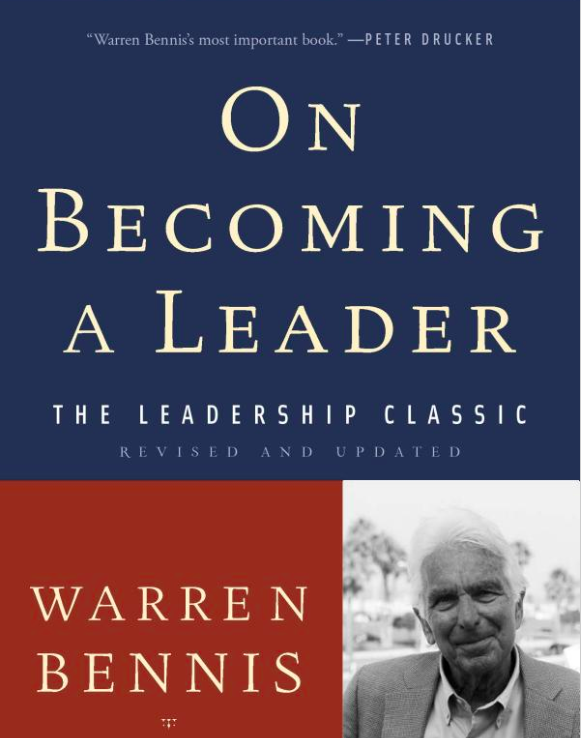 “Warren Bennis’s most important book.” —PETER DRUCKER
ON
BECOMING
A LEADER
THE LEADERSHIP CLASSIC
REVISED AND UPDATED
WARREN
BENNIS